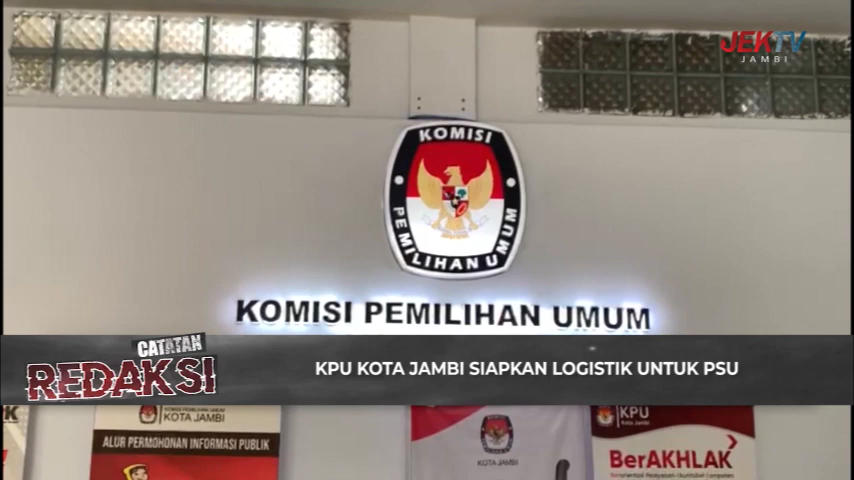 JEKTV
JAMBI
KOMISI
PEMILIHAN UMUM
KOMISI PEMILIHAN UMUM
CATATAN
REDAKSI
KPU KOTA JAMBI SIAPKAN LOGISTIK UNTUK PSU
KOMISI PEMILIHAN UMUM
KOTA JAMBI
ALUR PERMOHONAN INFORMASI PUBLIK
KOTA JAMBI
KPU
Kota Jambi
BerAKHLAK